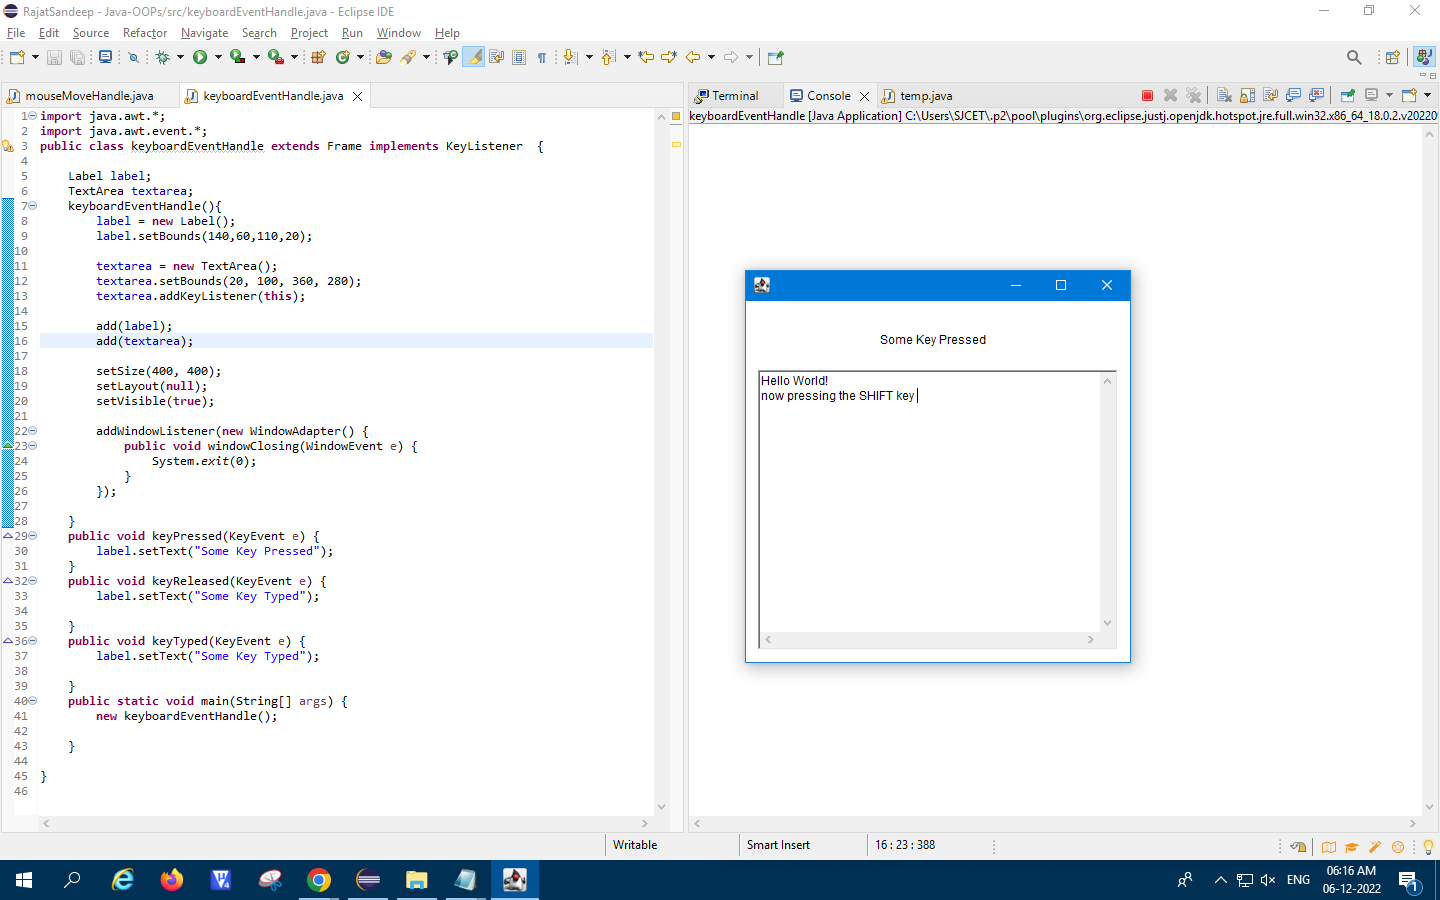 RajatSandeep - Java-OOPs/src/keyboardEventHandle.java - Eclipse IDE
File Edit Source Refactor Navigate Search Project Run Window Help
mouseMoveHandle.java keyboardEventHandle.java
1 import java.awt.*;
2 import java.awt.event.*;
3 public class keyboardEventHandle extends Frame implements KeyListener  {
4
5     Label label;
6     TextArea textarea;
7     keyboardEventHandle(){
8         label = new Label();
9         label.setBounds(140,60,110,20);
10
11         textarea = new TextArea();
12         textarea.setBounds(20, 100, 360, 280);
13         textarea.addKeyListener(this);
14
15         add(label);
16         add(textarea);
17
18         setSize(400, 400);
19         setLayout(null);
20         setVisible(true);
21
22         addWindowListener(new WindowAdapter() {
23             public void windowClosing(WindowEvent e) {
24                 System.exit(0);
25             }
26         });
27
28     }
29     public void keyPressed(KeyEvent e) {
30         label.setText("Some Key Pressed");
31     }
32     public void keyReleased(KeyEvent e) {
33         label.setText("Some Key Typed");
34
35     }
36     public void keyTyped(KeyEvent e) {
37         label.setText("Some Key Typed");
38
39     }
40     public static void main(String[] args) {
41         new keyboardEventHandle();
42
43     }
44
45 }
46
Terminal Console temp.java
keyboardEventHandle [Java Application] C:\Users\SJCET\.p2\pool\plugins\org.eclipse.justj.openjdk.hotspot.jre.full.win32.x86_64_18.0.2.v202209
Some Key Pressed
Hello World!
now pressing the SHIFT key
Writable Smart Insert 16 : 23 : 388
ENG 06:16 AM
06-12-2022
1